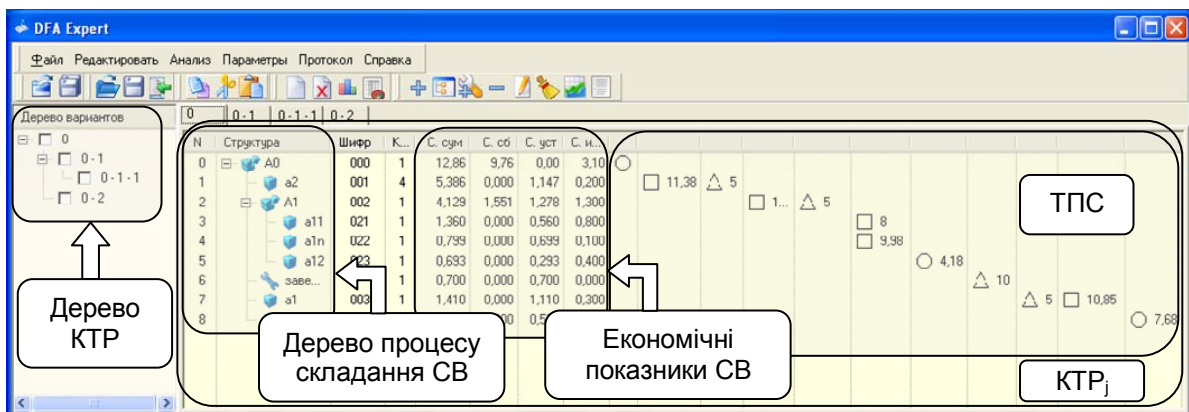 DFA Expert
Файл Редактировать Анализ Параметры Протокол Справка
Дерево вариантов
0 0-1 0-1-1 0-2
0
0-1
0-1-1
0-2
N Структура Шифр К... С. сум С. сб С. уст С. и...
0 A0 000 1 12,86 9,76 0,00 3,10
1 a2 001 4 5,386 0,000 1,147 0,200 11,38 5
2 A1 002 1 4,129 1,551 1,278 1,300 1... 5
3 a11 021 1 1,360 0,000 0,560 0,800 8
4 a1n 022 1 0,799 0,000 0,699 0,100 9,98
5 a12 023 1 0,693 0,000 0,293 0,400 4,18
6 заве... 1 0,700 0,000 0,700 0,000 10
7 a1 003 1 1,410 0,000 1,110 0,300 5 10,85
8 7,68
ТПС
Дерево
КТР
Дерево процесу
складання СВ
Економічні
показники СВ
КТРj